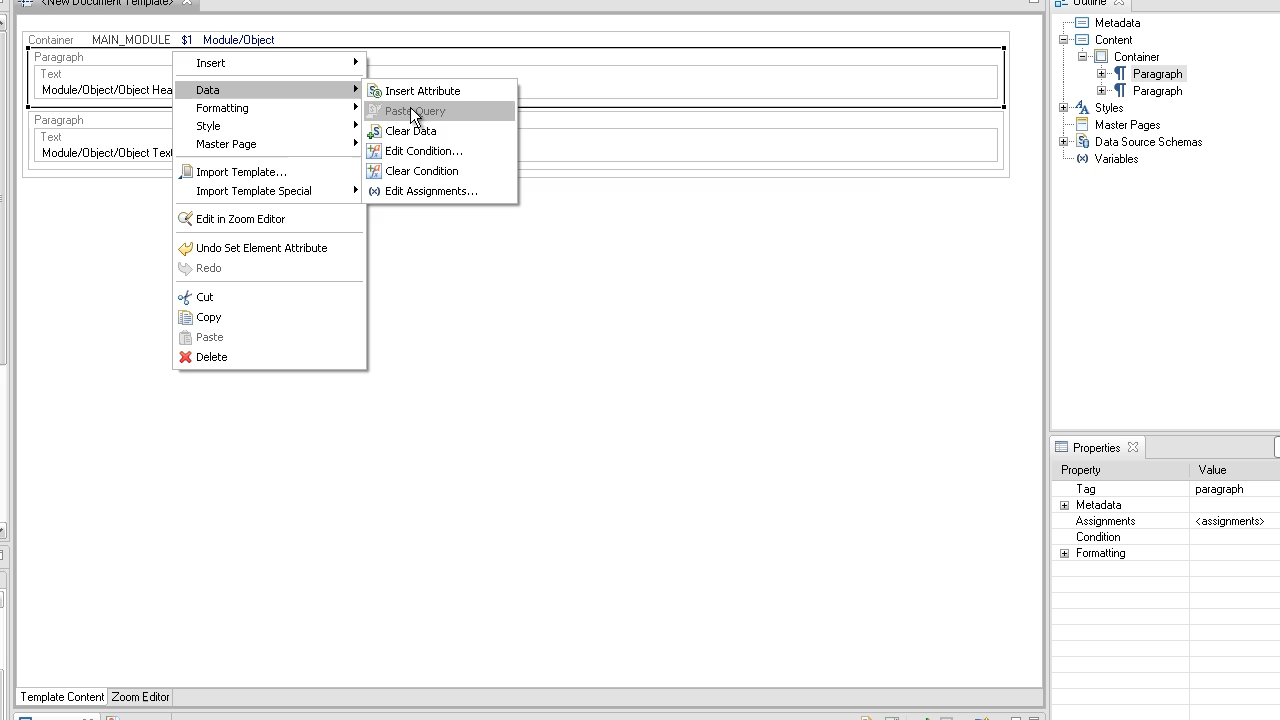 <New Document Template>
Container MAIN_MODULE $1 Module/Object
Paragraph
Text
Module/Object/Object Hea
Paragraph
Text
Module/Object/Object Text
Insert
Data
Formatting
Style
Master Page
Import Template...
Import Template Special
Edit in Zoom Editor
Undo Set Element Attribute
Redo
Cut
Copy
Paste
Delete
Insert Attribute
Paste Query
Clear Data
Edit Condition...
Clear Condition
Edit Assignments...
Template Content Zoom Editor
Outline
Metadata
Content
Container
Paragraph
Paragraph
Styles
Master Pages
Data Source Schemas
Variables
Properties
Property Value
Tag paragraph
Metadata
Assignments <assignments>
Condition
Formatting